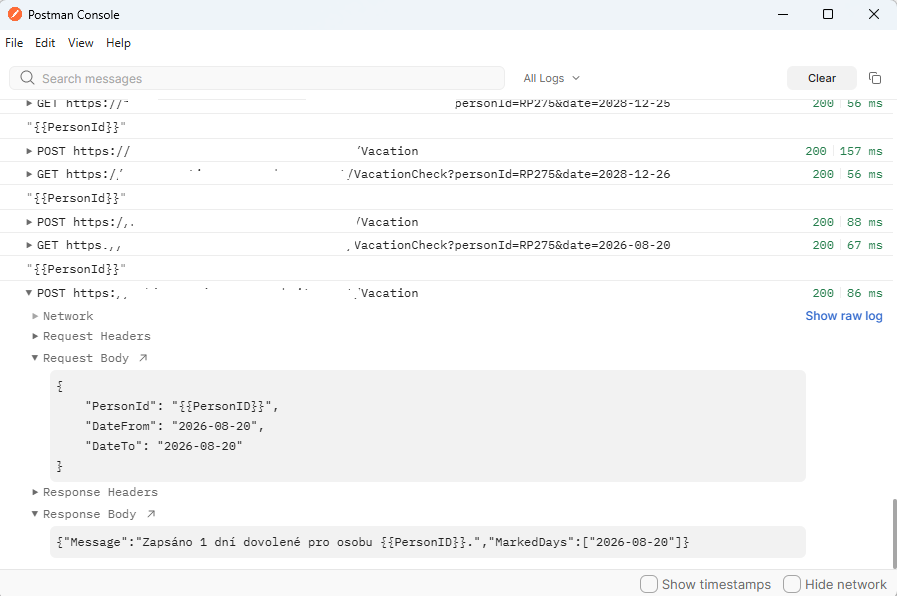 Postman Console
File Edit View Help
Search messages All Logs Clear
GET https:// personId=RP275&date=2028-12-25 200 56 ms
"{{PersonId}}"
POST https:// /Vacation 200 157 ms
GET https:/ /VacationCheck?personId=RP275&date=2028-12-26 200 56 ms
"{{PersonId}}"
POST https:/ /Vacation 200 88 ms
GET https VacationCheck?personId=RP275&date=2026-08-20 200 67 ms
"{{PersonId}}"
POST https: /Vacation 200 86 ms
Network Show raw log
Request Headers
Request Body
{
"PersonId": "{{PersonID}}",
"DateFrom": "2026-08-20",
"DateTo": "2026-08-20"
}
Response Headers
Response Body
{"Message":"Zapsáno 1 dní dovolené pro osobu {{PersonID}}.","MarkedDays":["2026-08-20"]}
Show timestamps Hide network